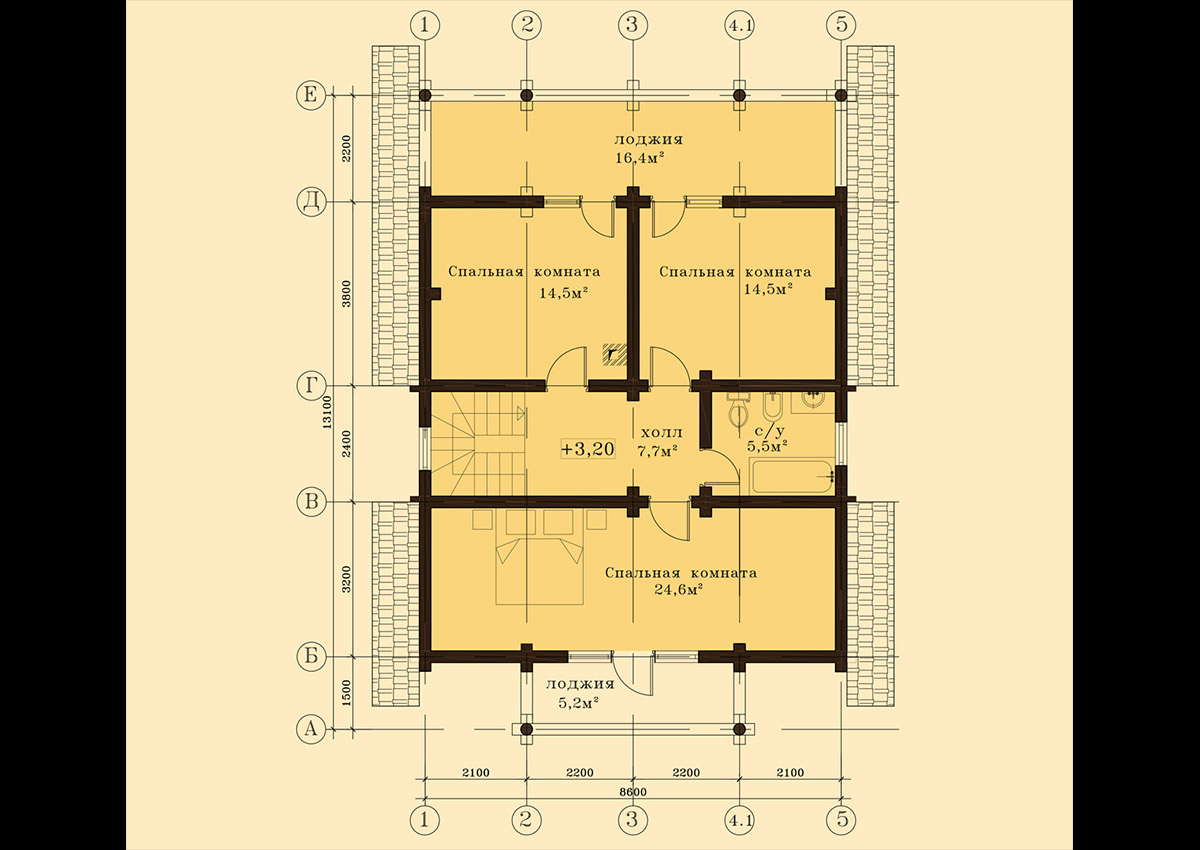 1 2 3 4.1 5
Е
2200
лоджия
16,4м²
Д
3800
Спальная комната
14,5м²
Спальная комната
14,5м²
Г
г
13100
2400
холл
7,7м²
+3,20
с/у
5,5м²
В
3200
Спальная комната
24,6м²
Б
1500
лоджия
5,2м²
А
2100 2200 2200 2100
8600
1 2 3 4.1 5